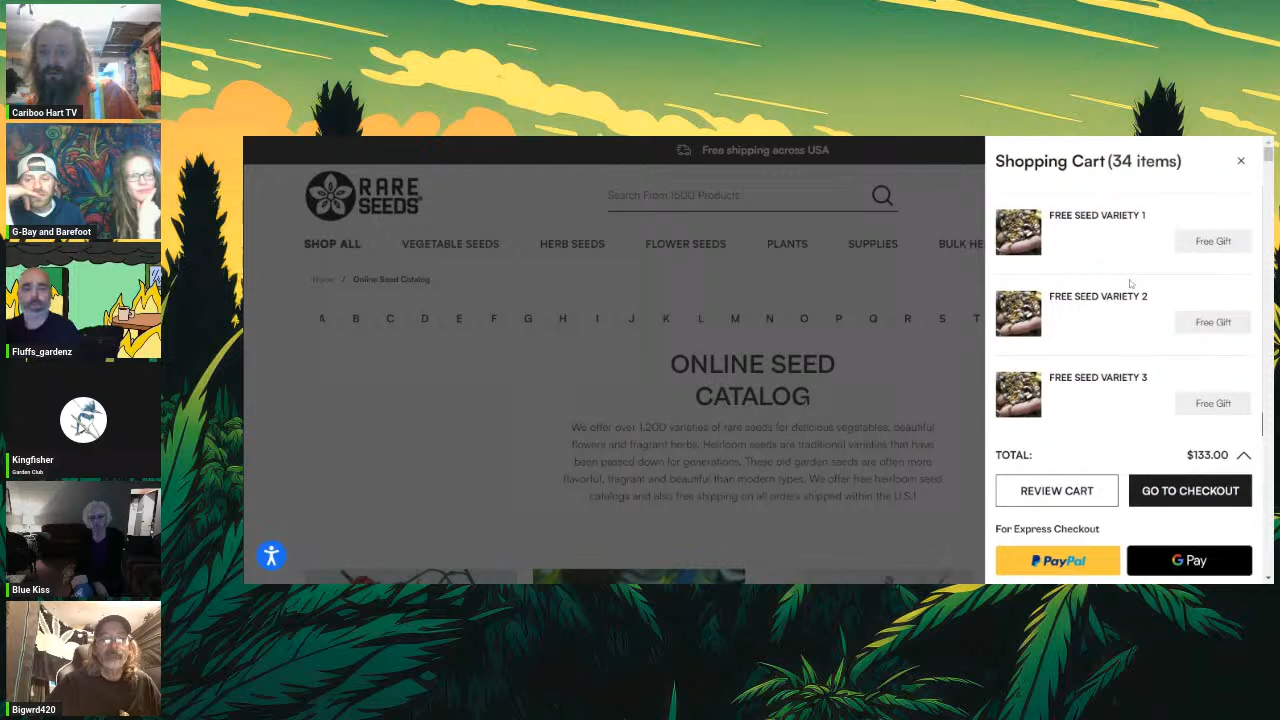 Cariboo Hart TV
G-Bay and Barefoot
Fluffs_gardenz
Kingfisher
Garden Club
Blue Kiss
Bigwrd420
Free shipping across USA
RARE
SEEDS
Search From 1500 Products
SHOP ALL
VEGETABLE SEEDS
HERB SEEDS
FLOWER SEEDS
PLANTS
SUPPLIES
BULK HE
Home / Online Seed Catalog
A B C D E F G H I J K L M N O P Q R S T
ONLINE SEED
CATALOG
We offer over 1,200 varieties of rare seeds for delicious vegetables, beautiful
flowers and fragrant herbs. Heirloom seeds are traditional varieties that have
been passed down for generations. These old garden seeds are often more
flavorful, fragrant and beautiful than modern types. We offer free heirloom seed
catalogs and also free shipping on all orders shipped within the U.S.!
Shopping Cart (34 items)
FREE SEED VARIETY 1
Free Gift
FREE SEED VARIETY 2
Free Gift
FREE SEED VARIETY 3
Free Gift
TOTAL: $133.00
REVIEW CART
GO TO CHECKOUT
For Express Checkout
PayPal
G Pay